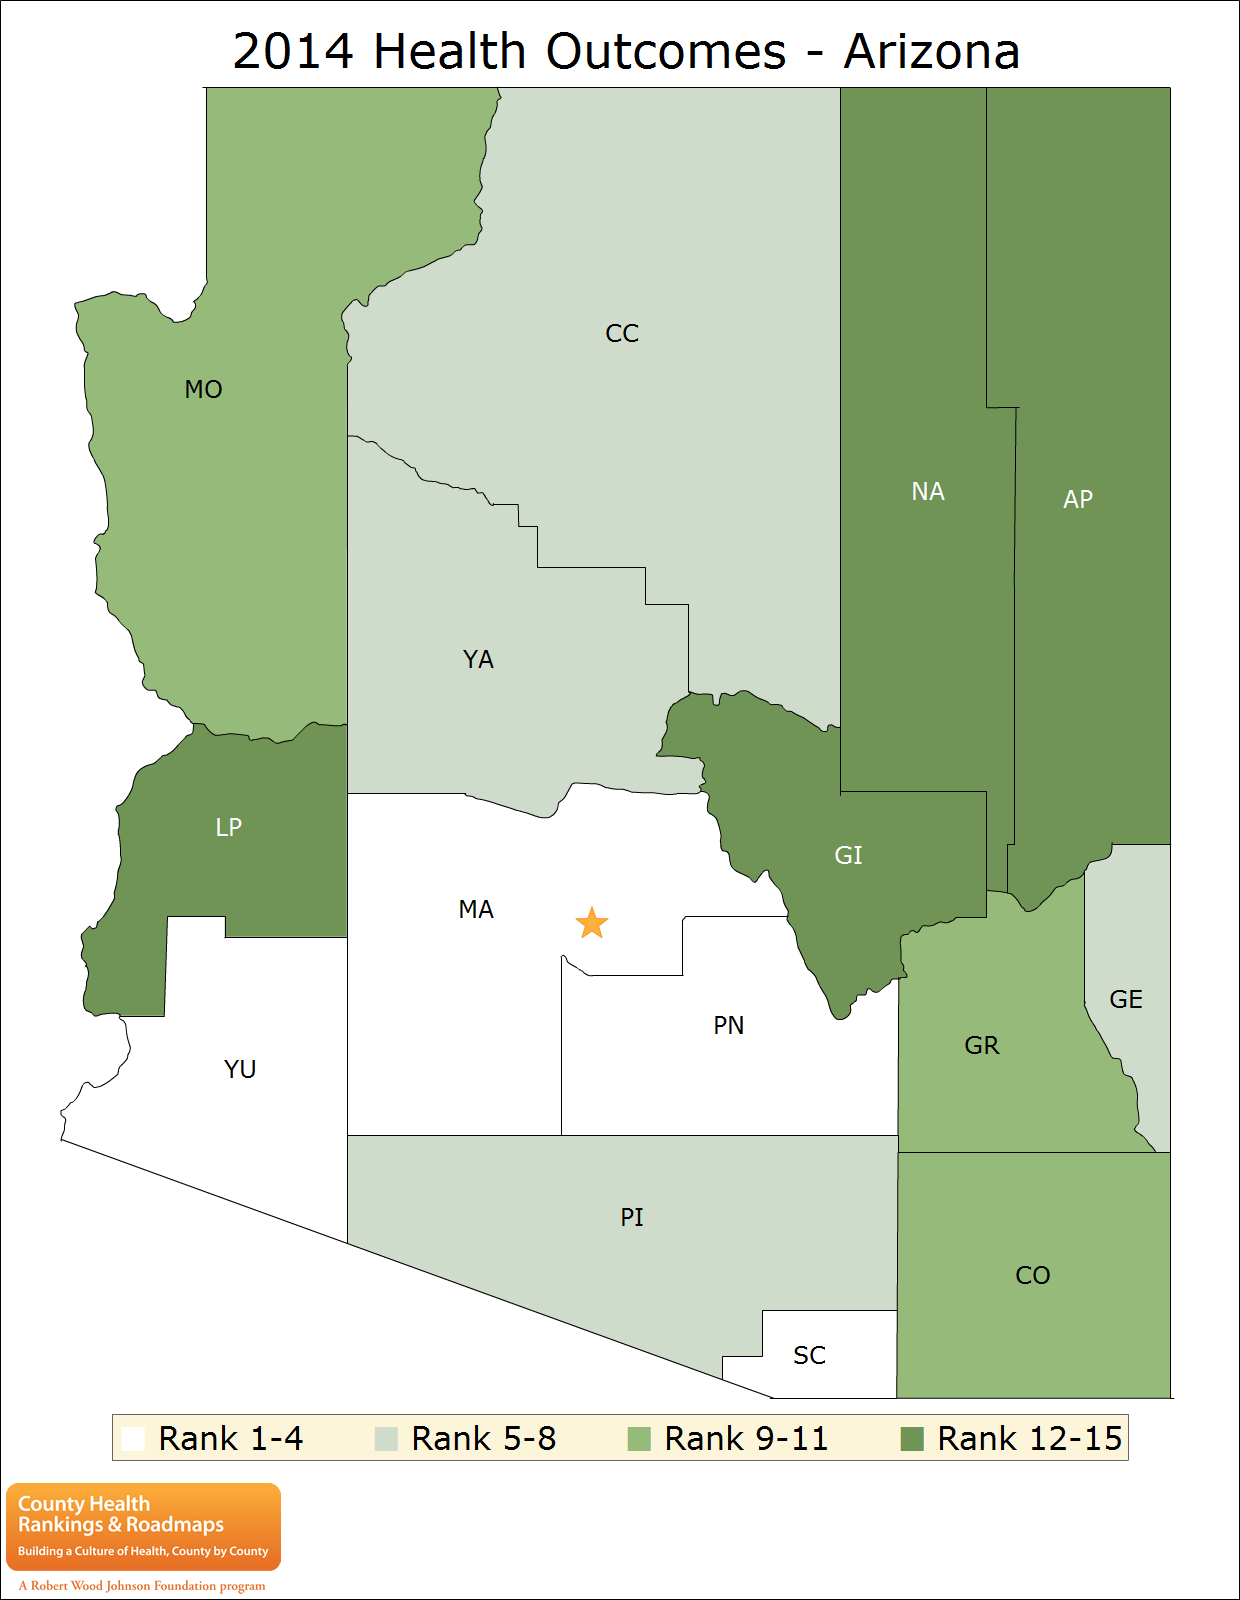 2014 Health Outcomes - Arizona
CC
MO
NA
AP
YA
LP
GI
MA
GE
PN
GR
YU
PI
CO
SC
Rank 1-4 Rank 5-8 Rank 9-11 Rank 12-15
County Health
Rankings & Roadmaps
Building a Culture of Health, County by County
A Robert Wood Johnson Foundation program